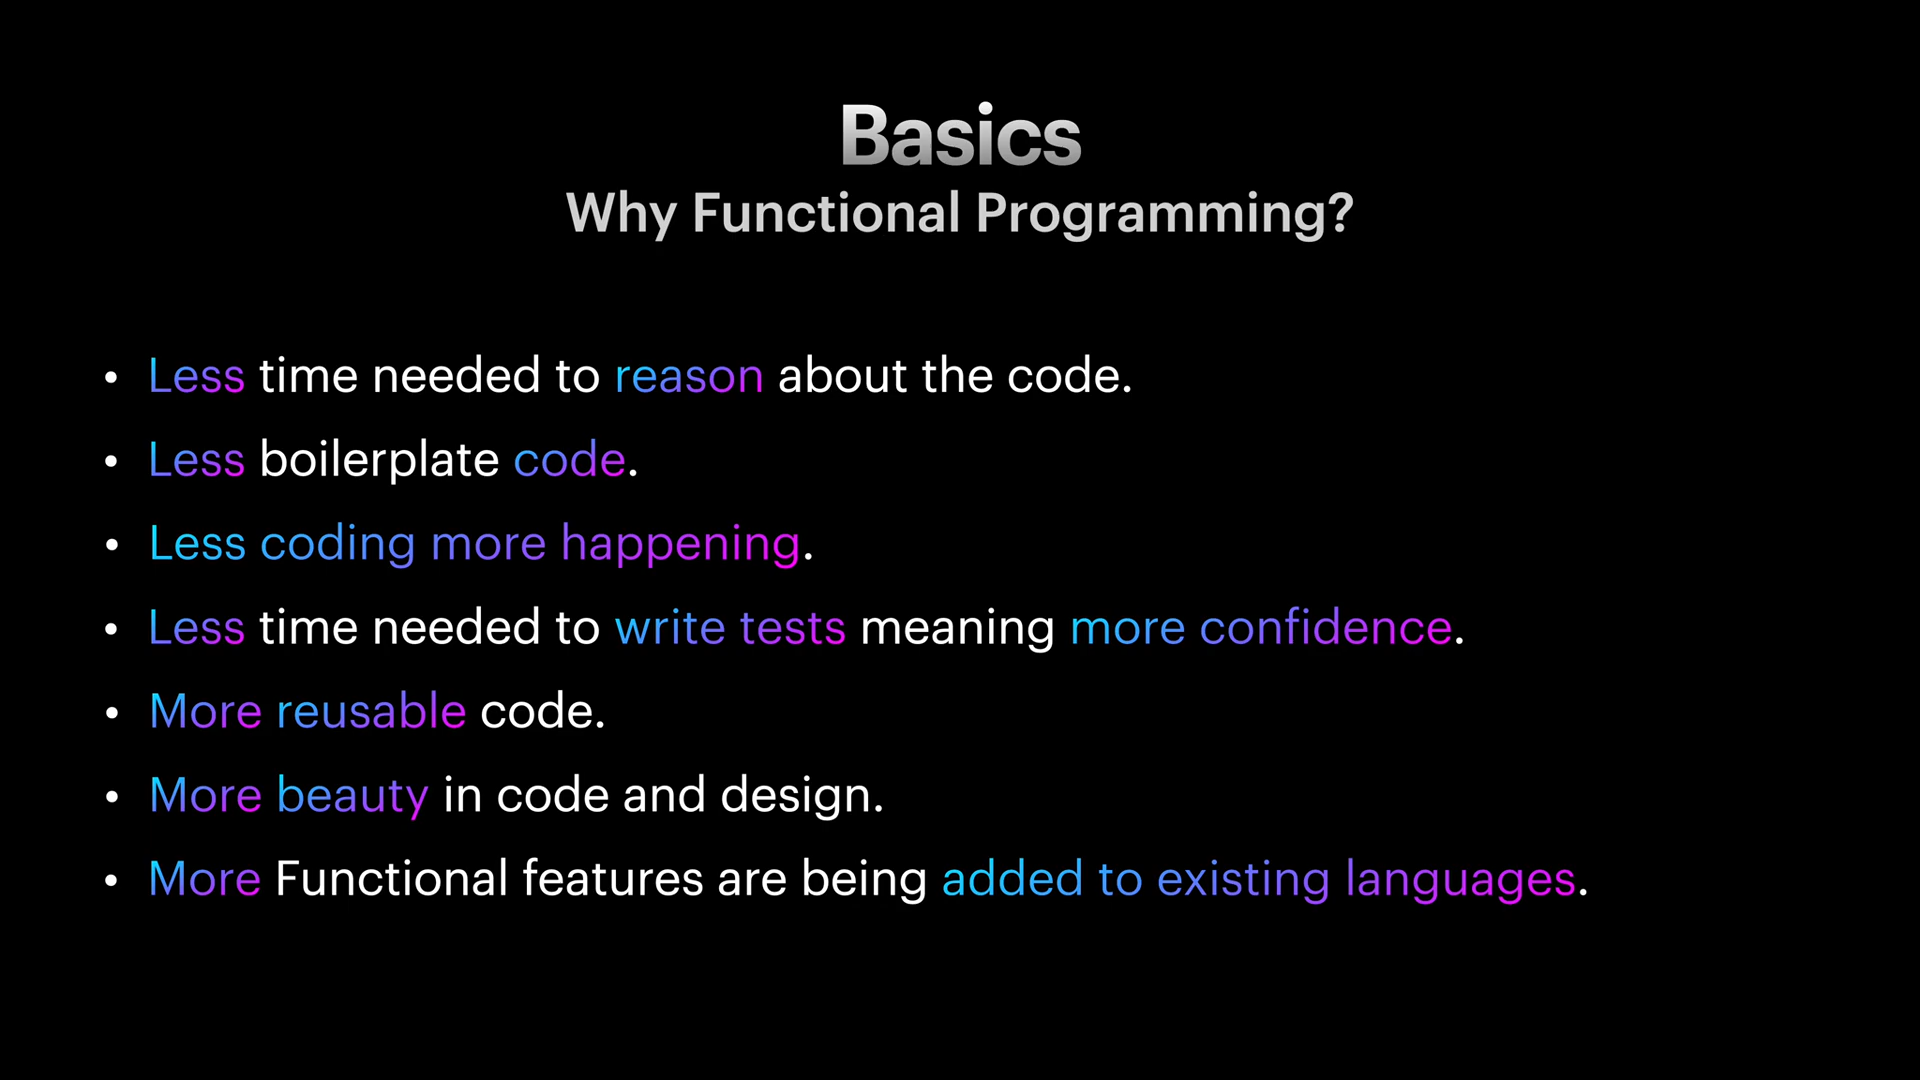 Basics
Why Functional Programming?
• Less time needed to reason about the code.
• Less boilerplate code.
• Less coding more happening.
• Less time needed to write tests meaning more confidence.
• More reusable code.
• More beauty in code and design.
• More Functional features are being added to existing languages.